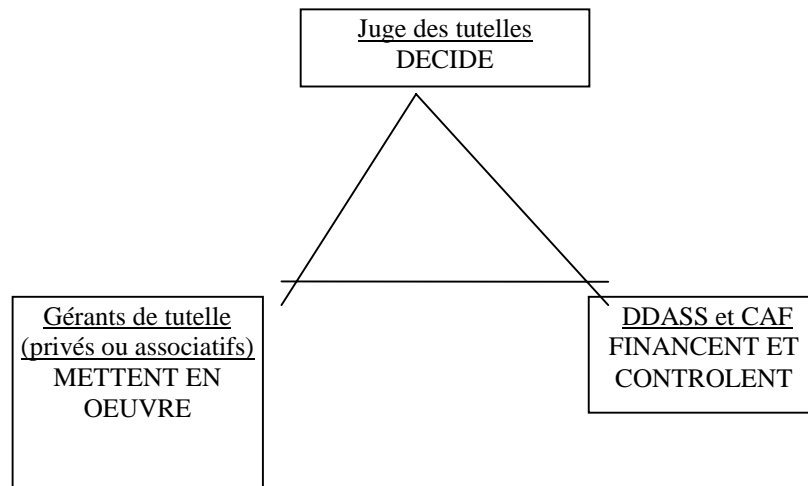 Juge des tutelles
DECIDE
Gérants de tutelle
(privés ou associatifs)
METTENT EN
OEUVRE
DDASS et CAF
FINANCENT ET
CONTROLENT